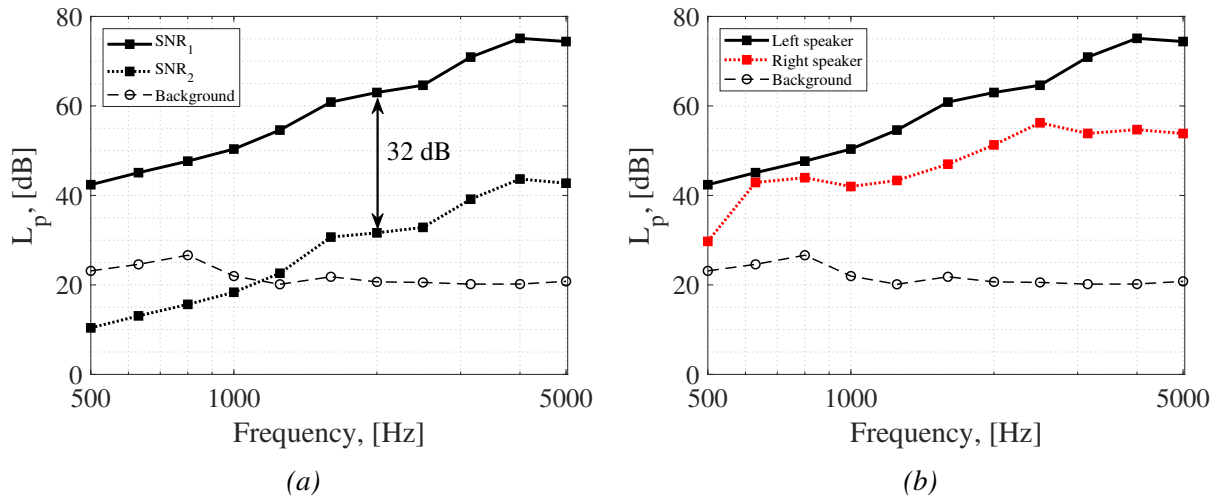 80
60
40
20
0
L_p, [dB]
SNR_1
SNR_2
Background
32 dB
500
1000
5000
Frequency, [Hz]
(a)
80
60
40
20
0
L_p, [dB]
Left speaker
Right speaker
Background
500
1000
5000
Frequency, [Hz]
(b)